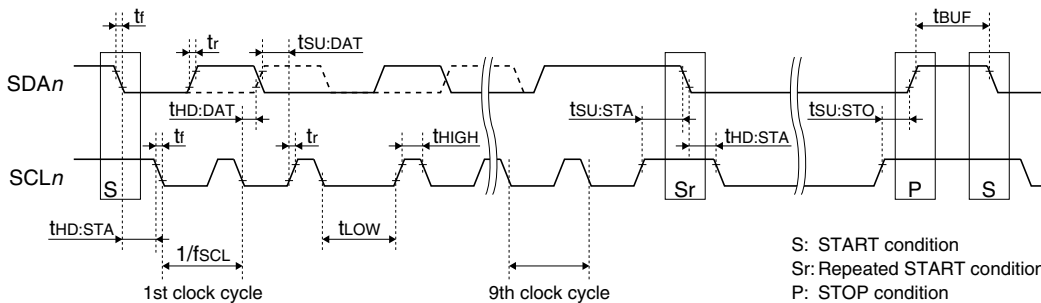 tf
tr
tSU:DAT
tBUF
SDAn
tHD:DAT
tf
tr
tHIGH
tSU:STA
tHD:STA
tSU:STO
SCLn
S
Sr
P
S
tHD:STA
1/fSCL
tLOW
1st clock cycle
9th clock cycle
S: START condition
Sr: Repeated START condition
P: STOP condition